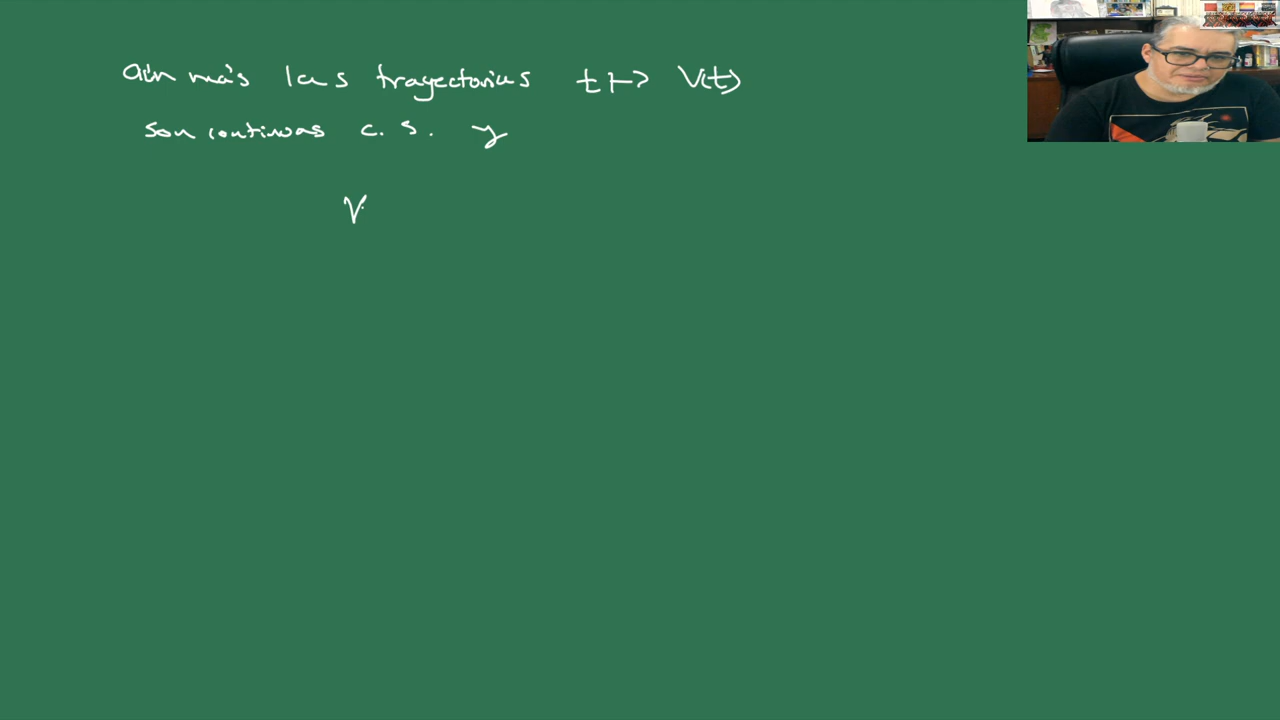 aún más las trayectorias t ↦ V(t)
son continuas c.s. y
V